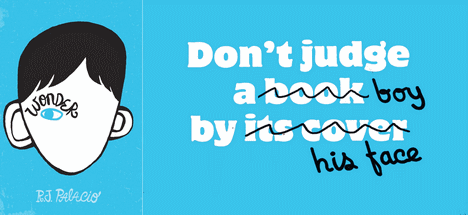 WONDER
R.J. PALACIO
Don't judge
a book boy
by its cover
his face